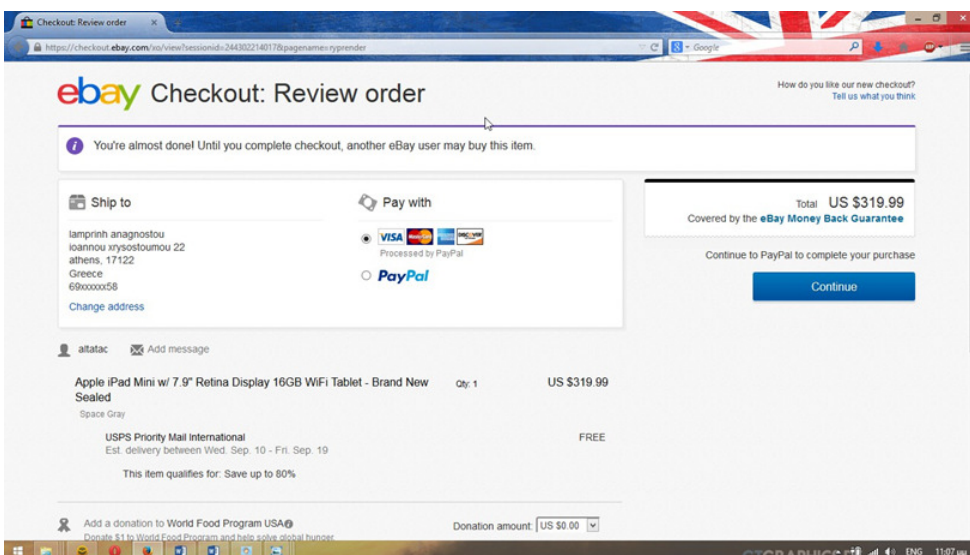 Checkout: Review order
https://checkout.ebay.com/xo/view?sessionid=244302214017&pagename=ryprender
Google
ebay Checkout: Review order
How do you like our new checkout?
Tell us what you think
You're almost done! Until you complete checkout, another eBay user may buy this item.
Ship to
lamprinh anagnostou
ioannou xrysostoumou 22
athens, 17122
Greece
69xxxxxx58
Change address
Pay with
VISA MasterCard DISCOVER
Processed by PayPal
PayPal
Total US $319.99
Covered by the eBay Money Back Guarantee
Continue to PayPal to complete your purchase
Continue
altatac Add message
Apple iPad Mini w/ 7.9" Retina Display 16GB WiFi Tablet - Brand New
Sealed
Qty: 1 US $319.99
Space Gray
USPS Priority Mail International FREE
Est. delivery between Wed. Sep. 10 - Fri. Sep. 19
This item qualifies for: Save up to 80%
Add a donation to World Food Program USA
Donation amount: US $0.00
Donate $1 to World Food Program and help solve global hunger
ENG 11:07